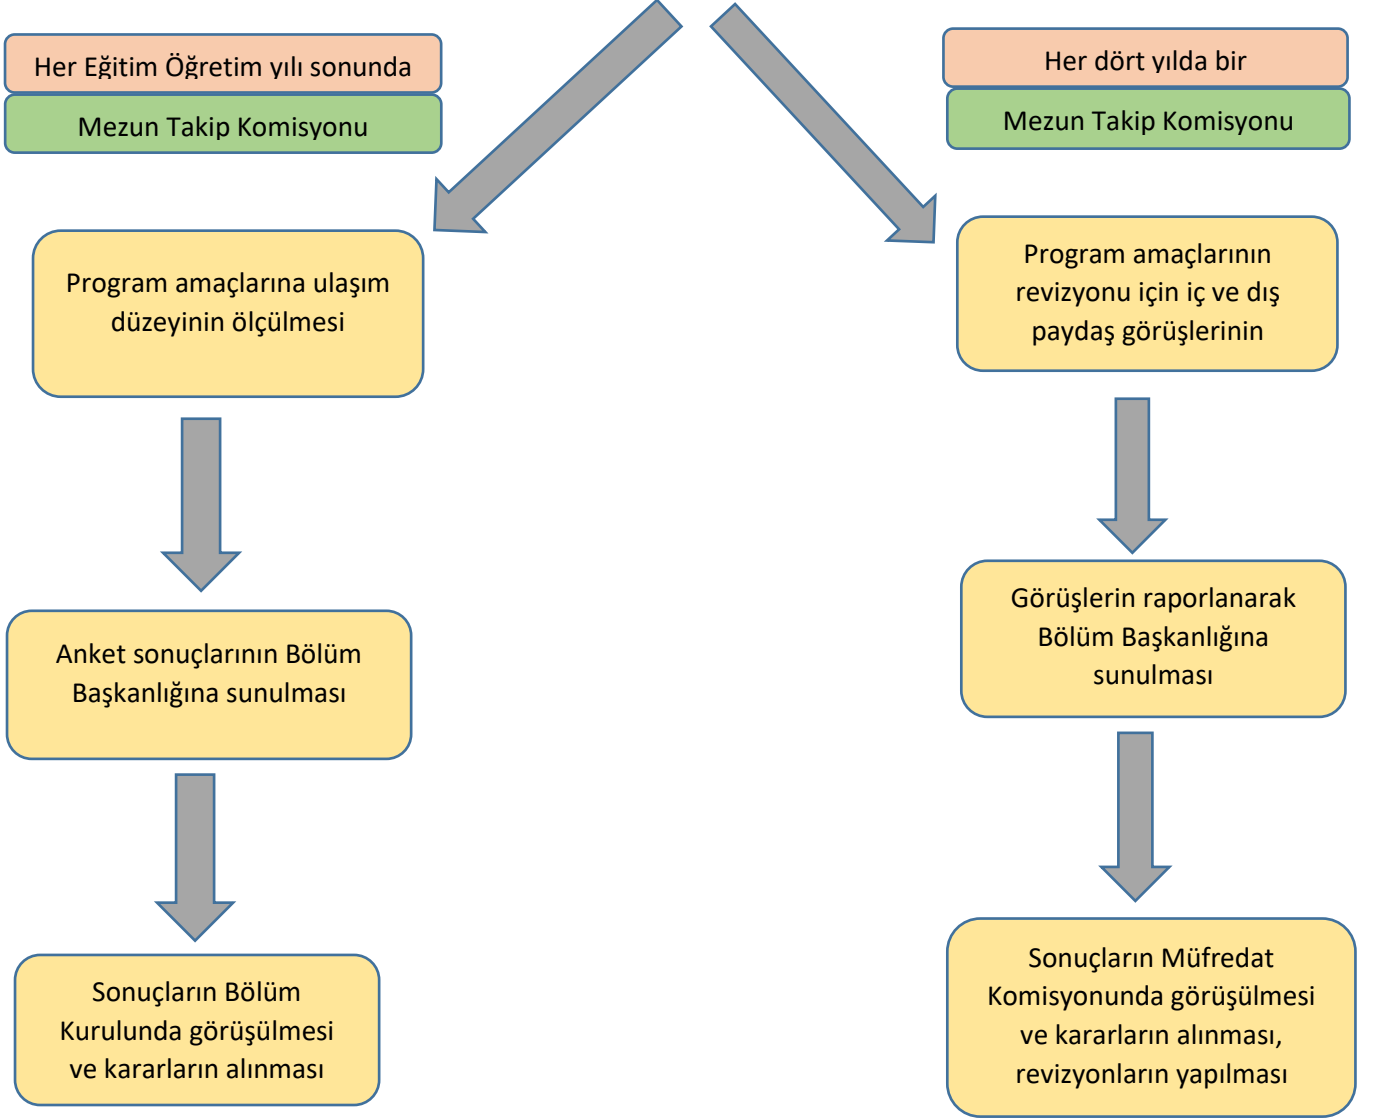 Her Eğitim Öğretim yılı sonunda
Mezun Takip Komisyonu
Program amaçlarına ulaşım
düzeyinin ölçülmesi
Anket sonuçlarının Bölüm
Başkanlığına sunulması
Sonuçların Bölüm
Kurulunda görüşülmesi
ve kararların alınması
Her dört yılda bir
Mezun Takip Komisyonu
Program amaçlarının
revizyonu için iç ve dış
paydaş görüşlerinin
Görüşlerin raporlanarak
Bölüm Başkanlığına
sunulması
Sonuçların Müfredat
Komisyonunda görüşülmesi
ve kararların alınması,
revizyonların yapılması